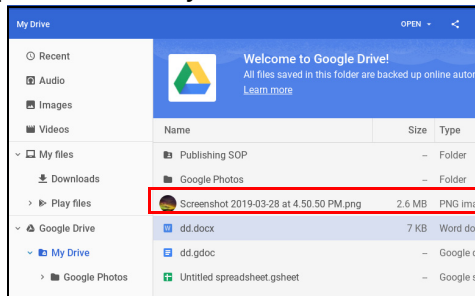 My Drive OPEN
Recent
Audio
Images
Videos
My files
Downloads
Play files
Google Drive
My Drive
Google Photos
Welcome to Google Drive!
All files saved in this folder are backed up online
Learn more
Name Size Type
Publishing SOP – Folder
Google Photos – Folder
Screenshot 2019-03-28 at 4.50.50 PM.png 2.6 MB PNG
dd.docx 7 KB Word
dd.gdoc – Google
Untitled spreadsheet.gsheet – Google